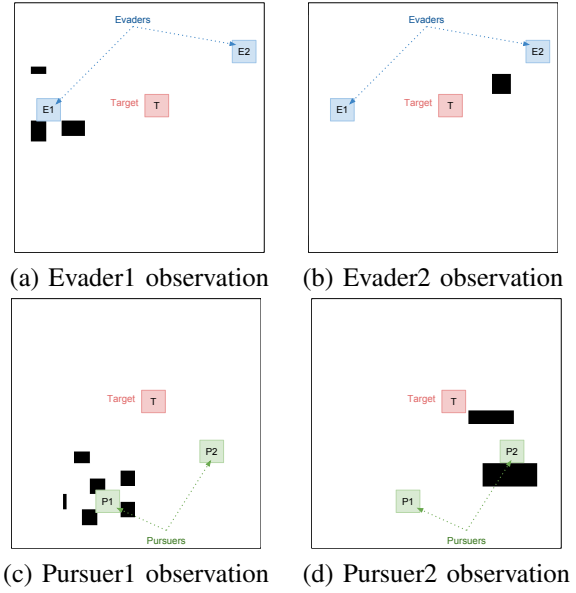 Evaders
E2
E1
Target
T
(a) Evader1 observation
Evaders
E2
E1
Target
T
(b) Evader2 observation
Target
T
P2
P1
Pursuers
(c) Pursuer1 observation
Target
T
P2
P1
Pursuers
(d) Pursuer2 observation